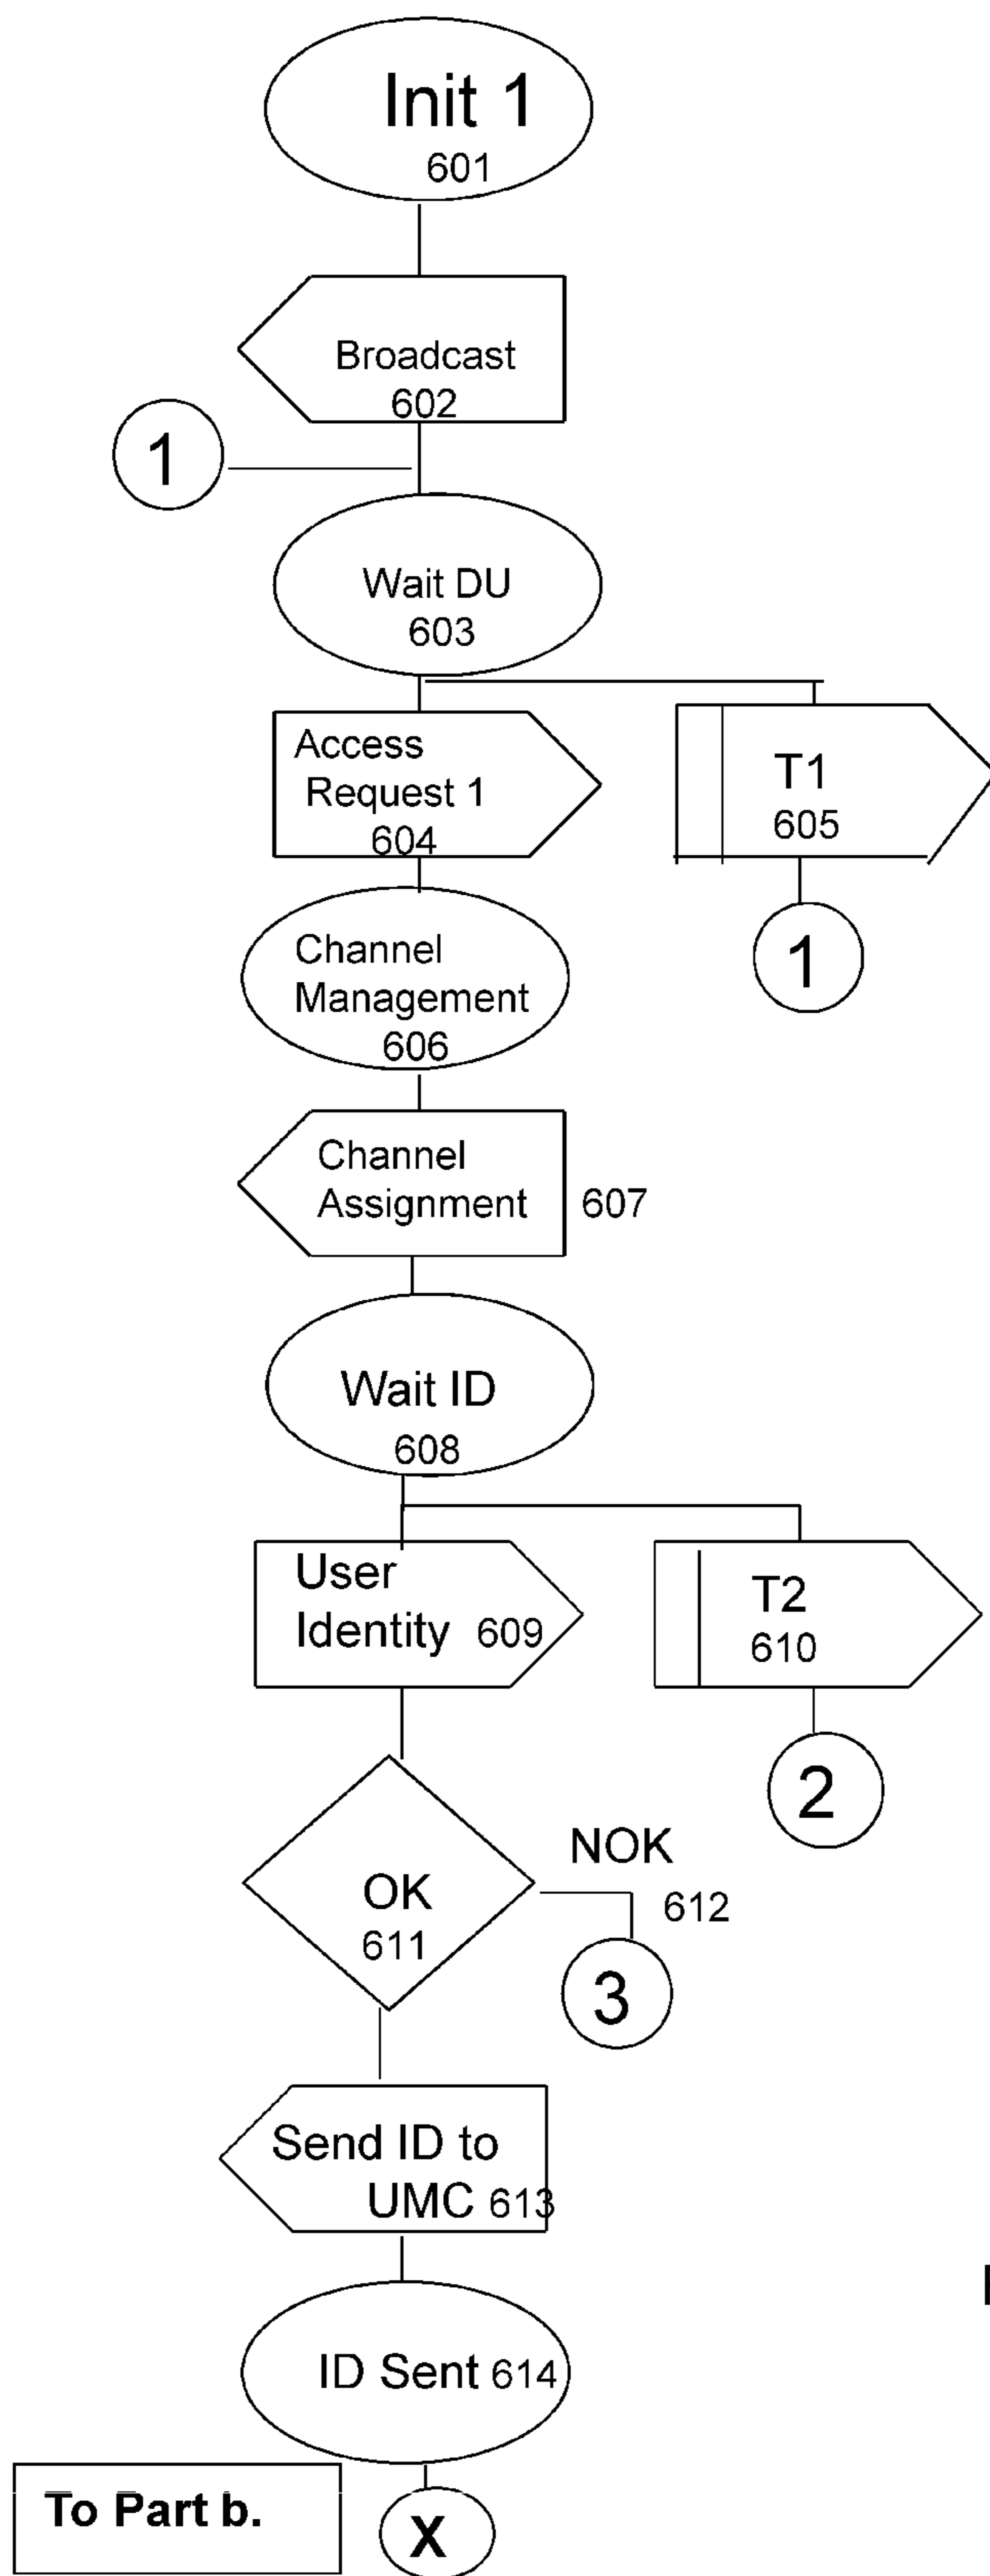 Init 1
601
Broadcast
602
1
Wait DU
603
Access
Request 1
604
T1
605
1
Channel
Management
606
Channel
Assignment
607
Wait ID
608
User
Identity 609
T2
610
2
OK
611
NOK
612
3
Send ID to
UMC 613
ID Sent 614
To Part b.
X